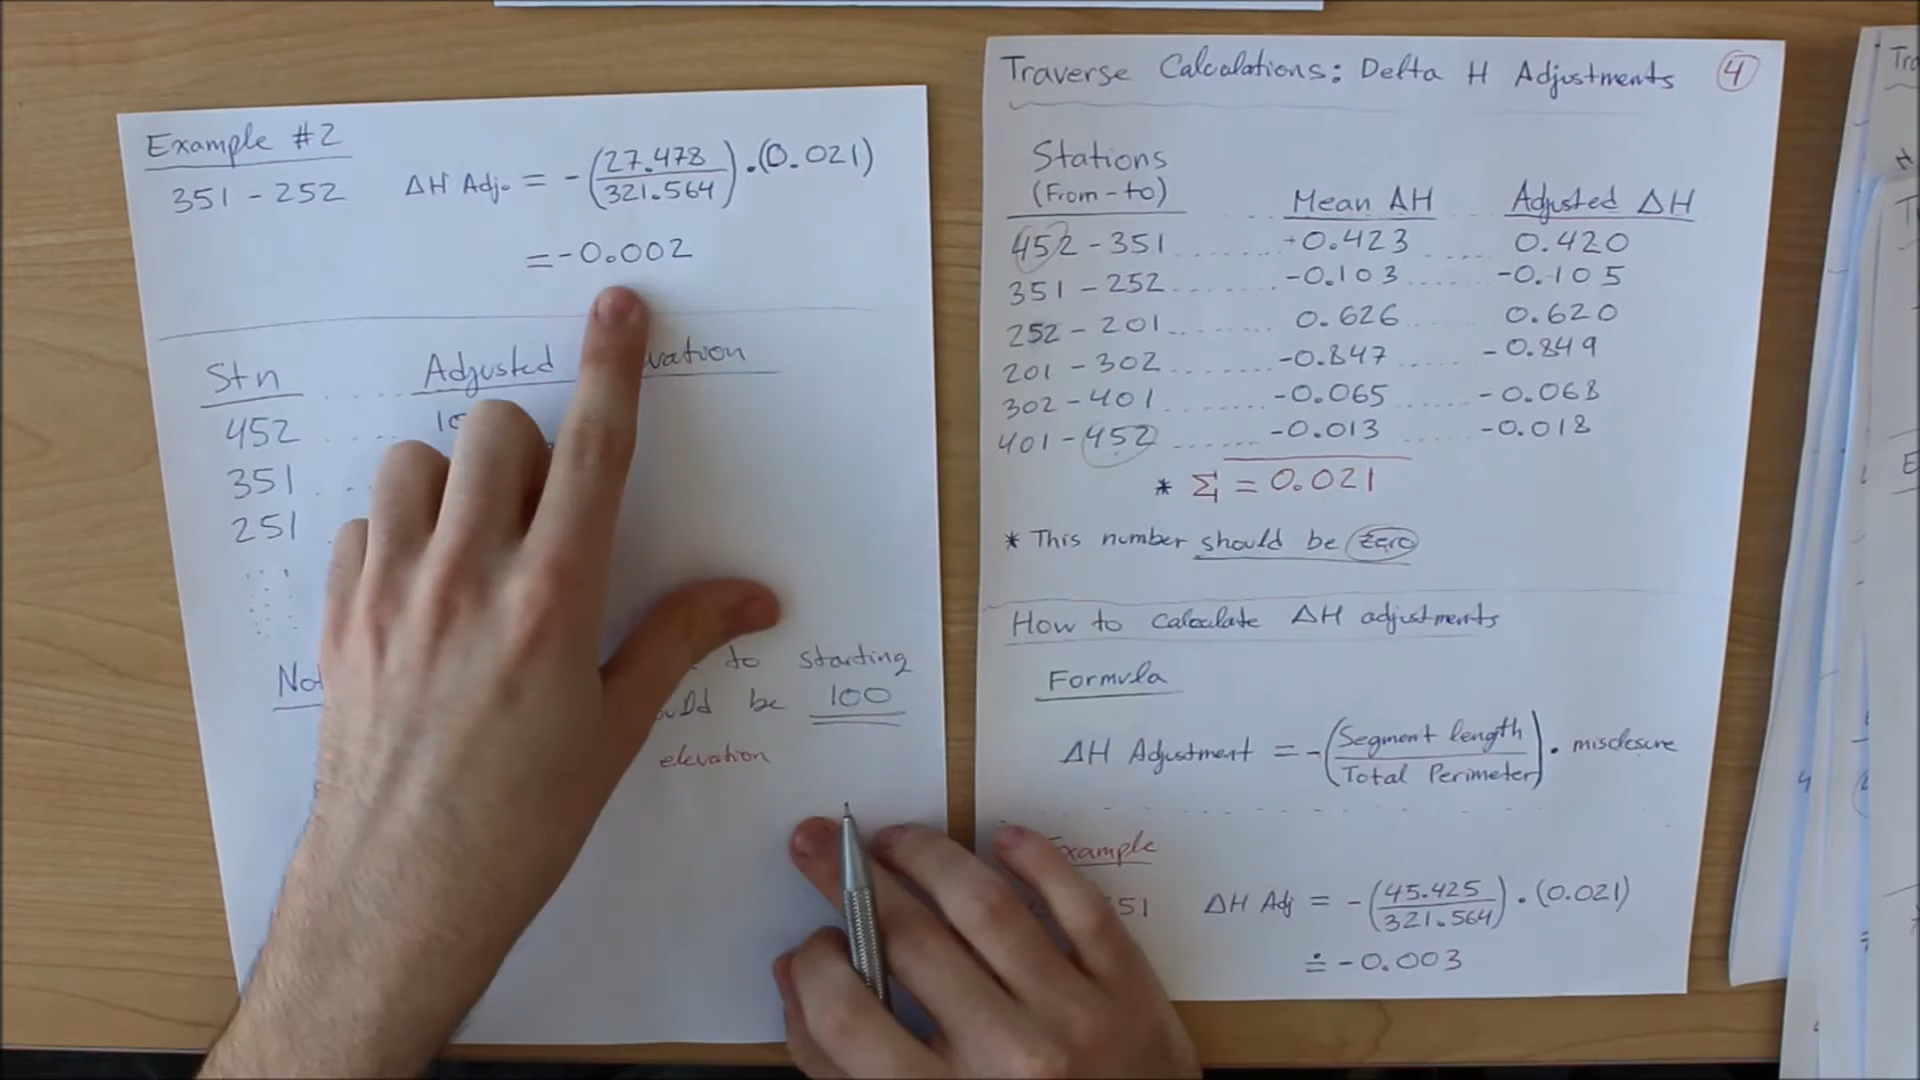 Example #2
351 - 252 ΔH Adj. = -(27.478/321.564).(0.021)
= -0.002
Stn Adjusted
452
351
251
to starting
be 100
elevation
Traverse Calculations: Delta H Adjustments 4
Stations
(From - to) Mean ΔH Adjusted ΔH
452 - 351 ........ +0.423 .... 0.420
351 - 252 ........ -0.103 ...... -0.105
252 - 201 ........ 0.626 ...... 0.620
201 - 302 ........ -0.847 ...... -0.849
302 - 401 ........ -0.065 ...... -0.068
401 - 452 ........ -0.013 ...... -0.018
* Σ = 0.021
* This number should be zero
How to calculate ΔH adjustments
Formula
ΔH Adjustment = -(Segment length/Total Perimeter). misclosure
Example
ΔH Adj = -(45.425/321.564).(0.021)
≐ -0.003